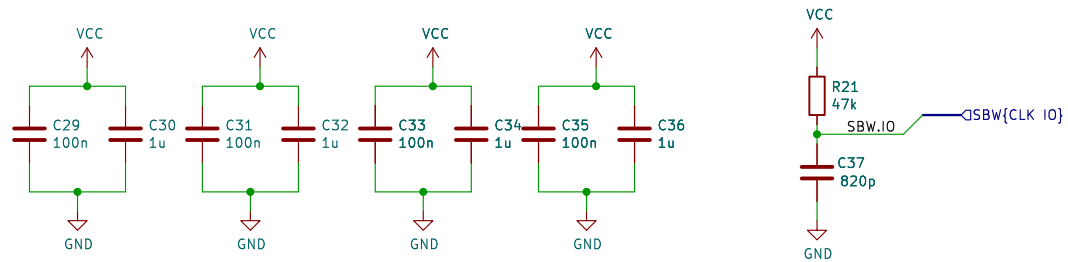 VCC
C29
100n
C30
1u
GND
VCC
C31
100n
C32
1u
GND
VCC
C33
100n
C34
1u
GND
VCC
C35
100n
C36
1u
GND
VCC
R21
47k
SBW.IO
SBW{CLK IO}
C37
820p
GND